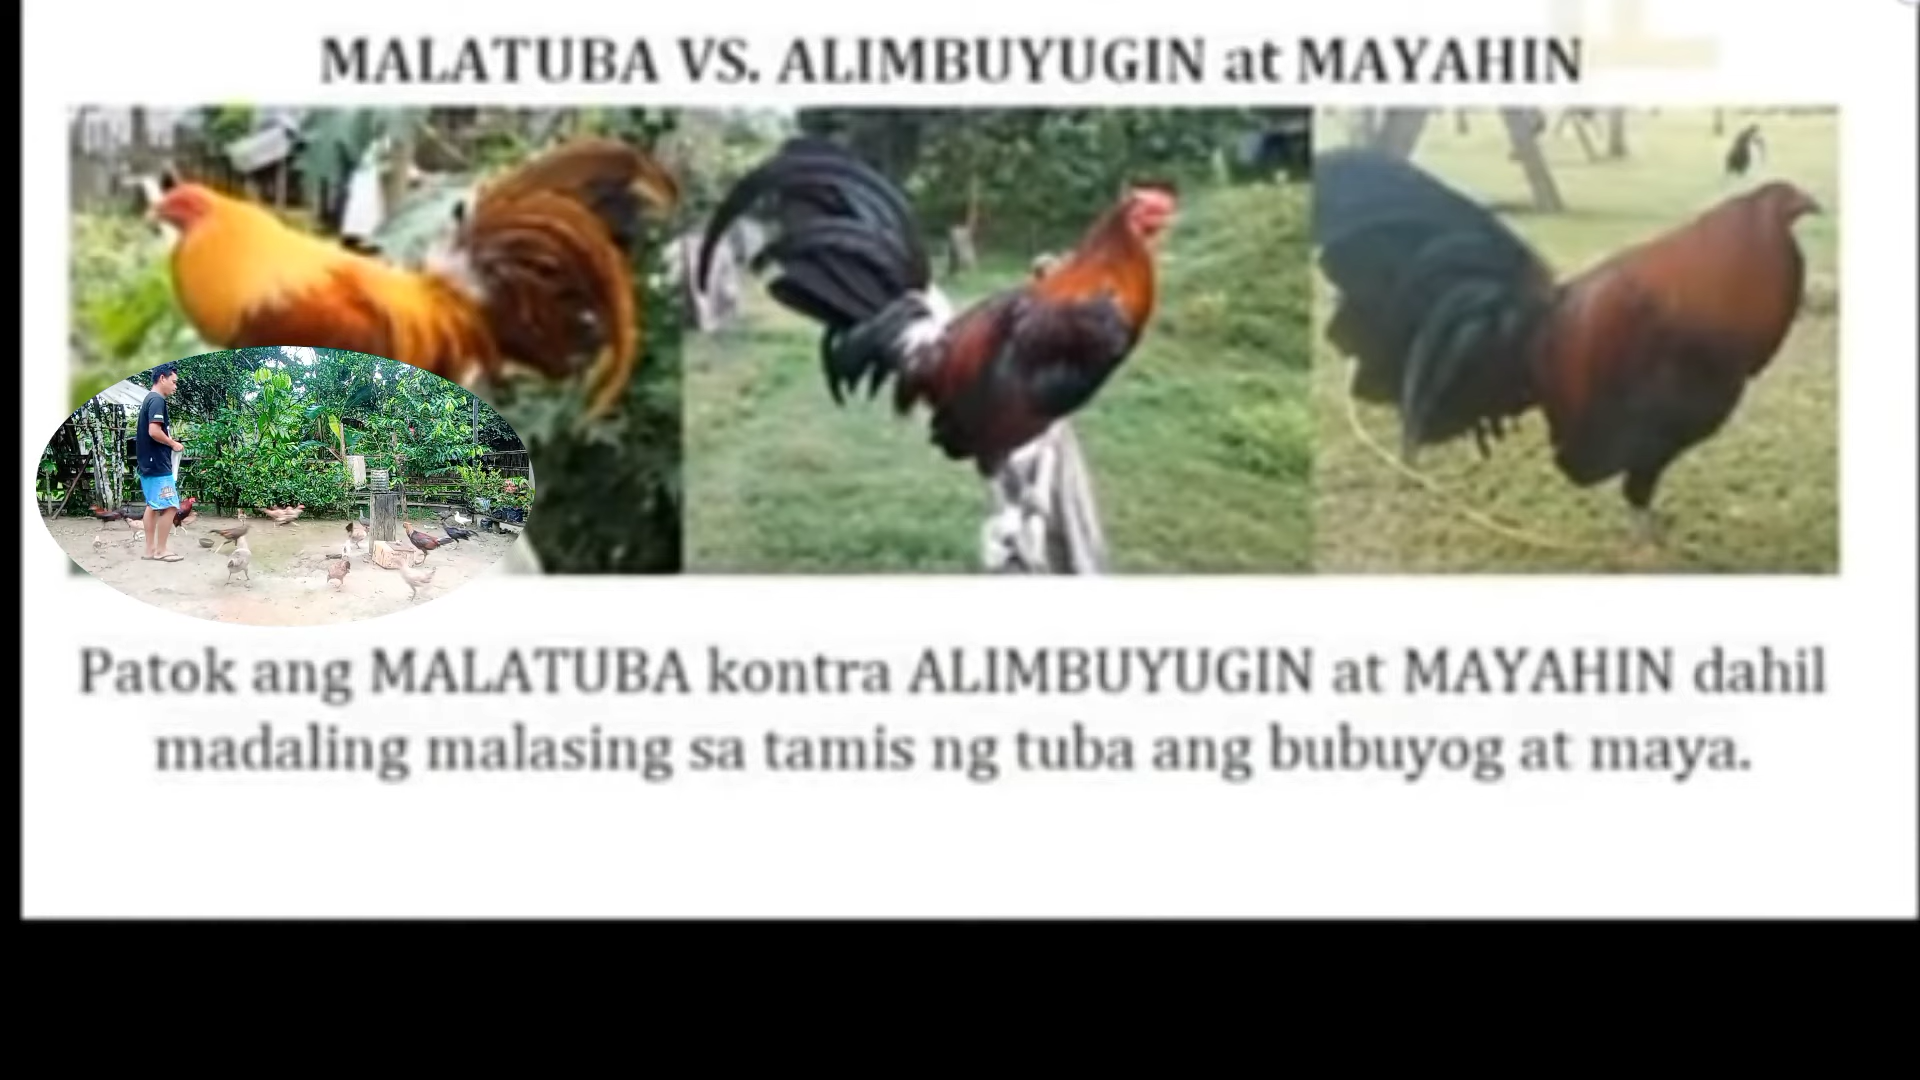 MALATUBA VS. ALIMBUYUGIN at MAYAHIN
Patok ang MALATUBA kontra ALIMBUYUGIN at MAYAHIN dahil
madaling malasing sa tamis ng tuba ang bubuyog at maya.